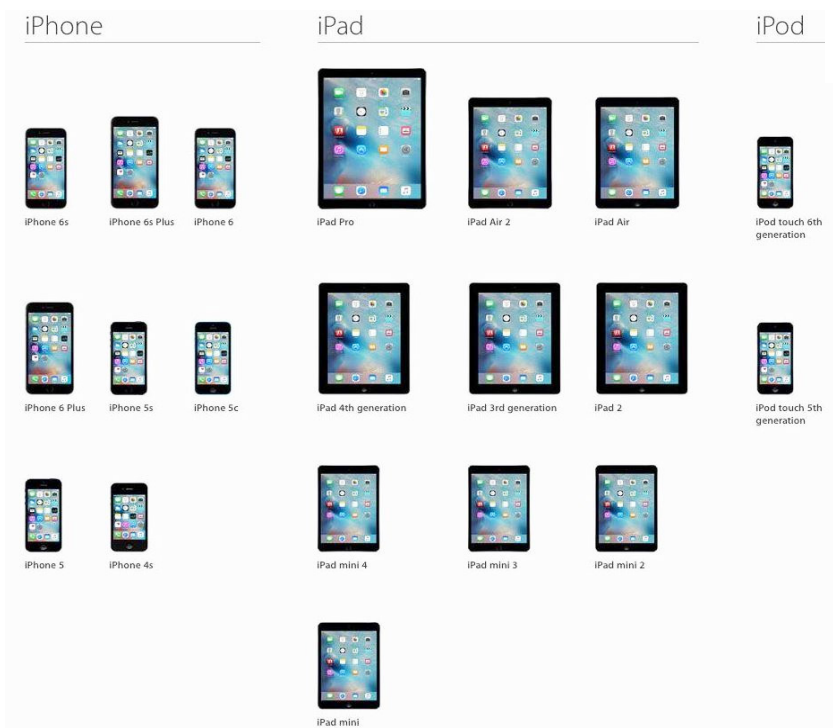 iPhone
iPad
iPod
iPhone 6s
iPhone 6s Plus
iPhone 6
iPad Pro
iPad Air 2
iPad Air
iPod touch 6th
generation
iPhone 6 Plus
iPhone 5s
iPhone 5c
iPad 4th generation
iPad 3rd generation
iPad 2
iPod touch 5th
generation
iPhone 5
iPhone 4s
iPad mini 4
iPad mini 3
iPad mini 2
iPad mini